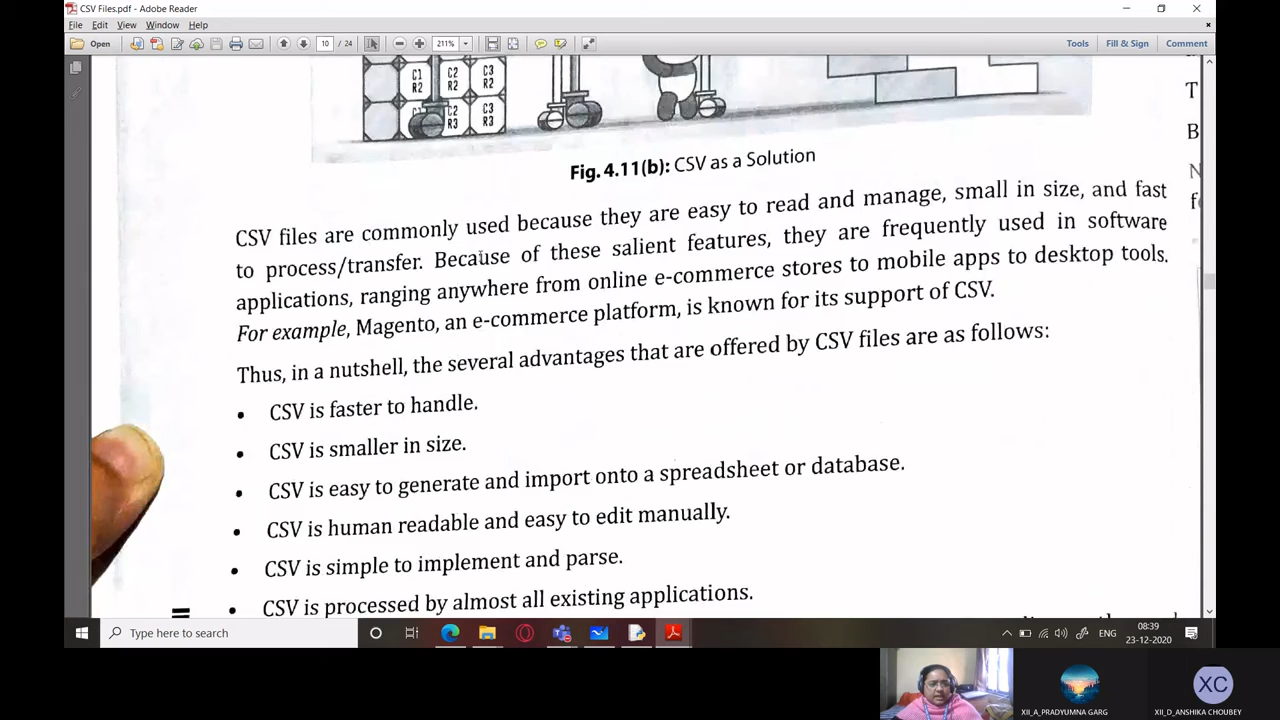 CSV Files.pdf - Adobe Reader
File Edit View Window Help
Open 10 / 24 211% Tools Fill & Sign Comment
C1 R2 C2 R2 C3 R2
C2 R3 C3 R3
Fig. 4.11(b): CSV as a Solution
CSV files are commonly used because they are easy to read and manage, small in size, and fast
to process/transfer. Because of these salient features, they are frequently used in software
applications, ranging anywhere from online e-commerce stores to mobile apps to desktop tools.
For example, Magento, an e-commerce platform, is known for its support of CSV.
Thus, in a nutshell, the several advantages that are offered by CSV files are as follows:
• CSV is faster to handle.
• CSV is smaller in size.
• CSV is easy to generate and import onto a spreadsheet or database.
• CSV is human readable and easy to edit manually.
• CSV is simple to implement and parse.
• CSV is processed by almost all existing applications.
T
B
N
f
Type here to search
ENG
08:39
23-12-2020
XC
XII_A_PRADYUMNA GARG
XII_D_ANSHIKA CHOUBEY